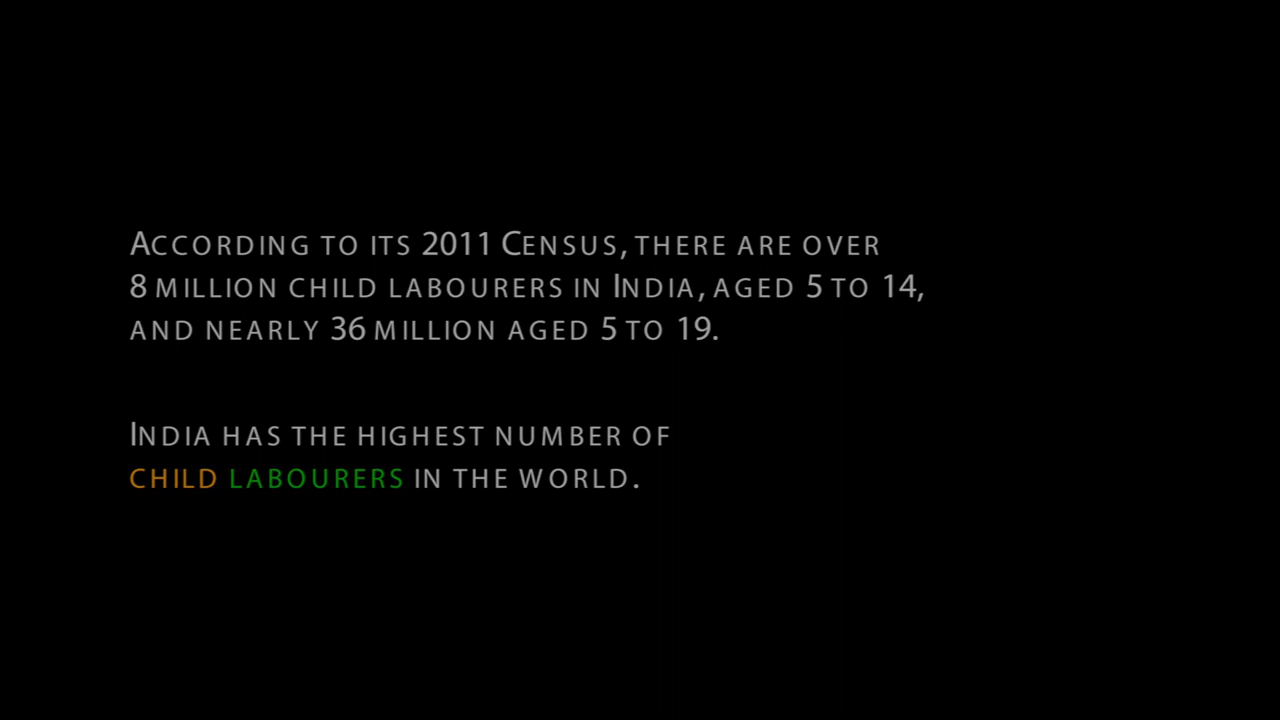 According to its 2011 Census, there are over
8 million child labourers in India, aged 5 to 14,
and nearly 36 million aged 5 to 19.
India has the highest number of
child labourers in the world.